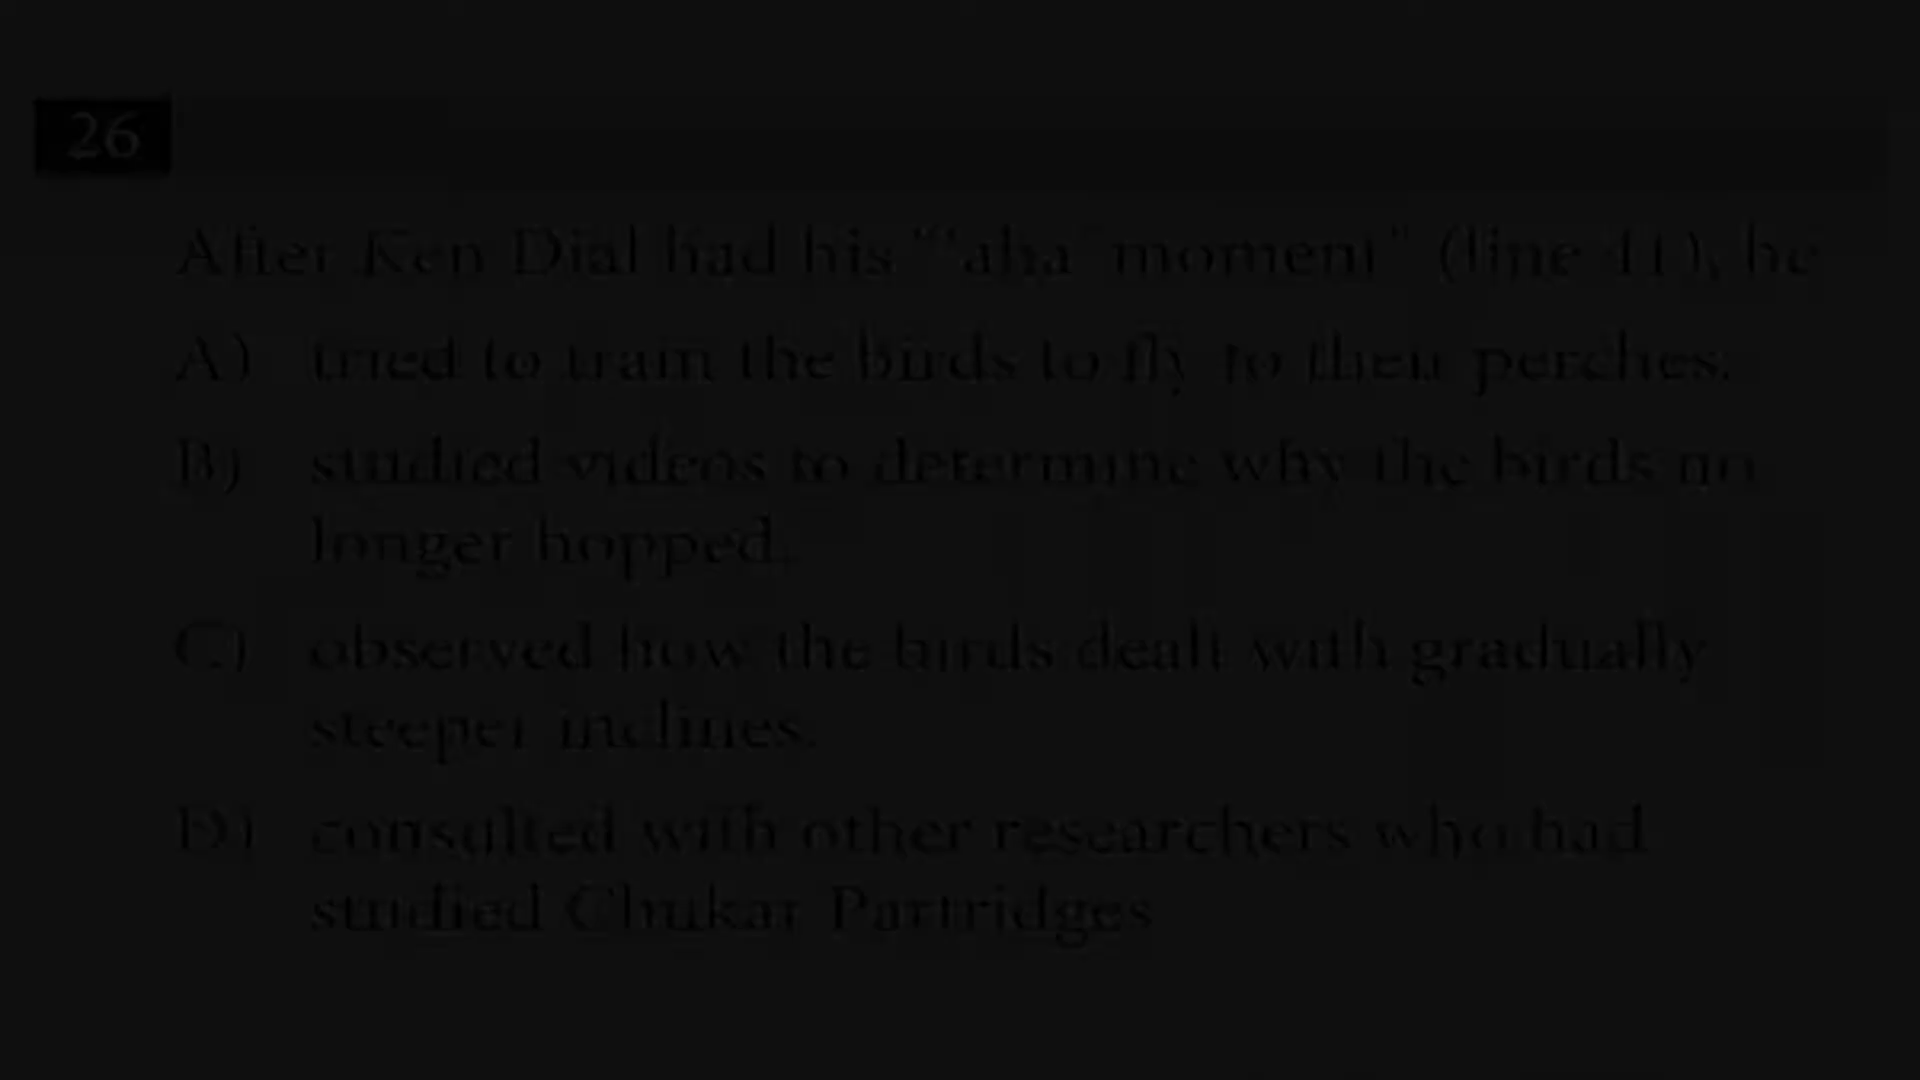 26
After Ken Dial had his “‘aha’ moment” (line 41), he
A) tried to train the birds to fly to their perches.
B) studied videos to determine why the birds no
longer hopped.
C) observed how the birds dealt with gradually
steeper inclines.
D) consulted with other researchers who had
studied Chukar Partridges